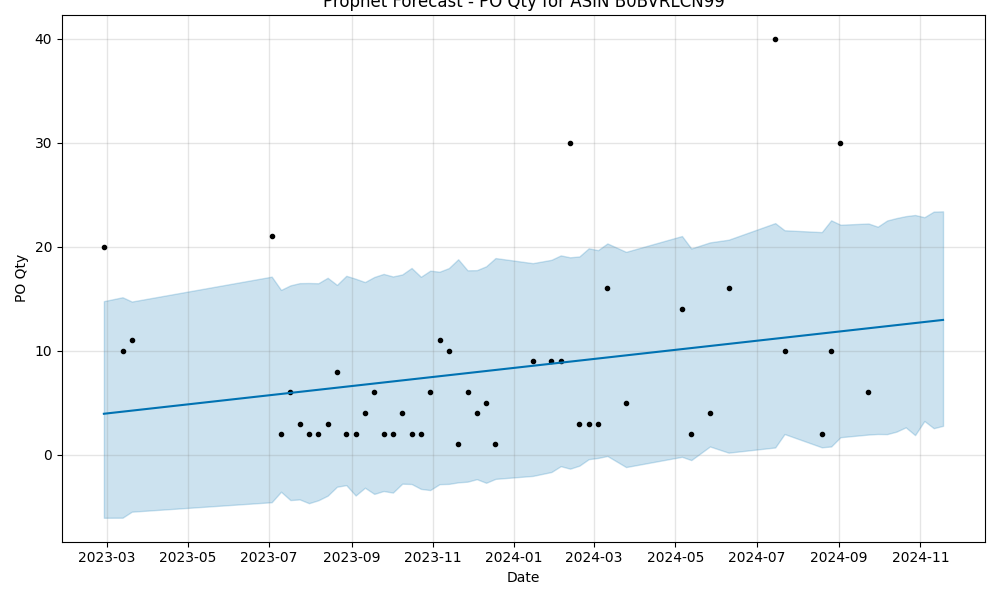 Prophet Forecast - PO Qty for ASIN B0BVRLCN99
40
30
20
10
0
PO Qty
2023-03 2023-05 2023-07 2023-09 2023-11 2024-01 2024-03 2024-05 2024-07 2024-09 2024-11
Date